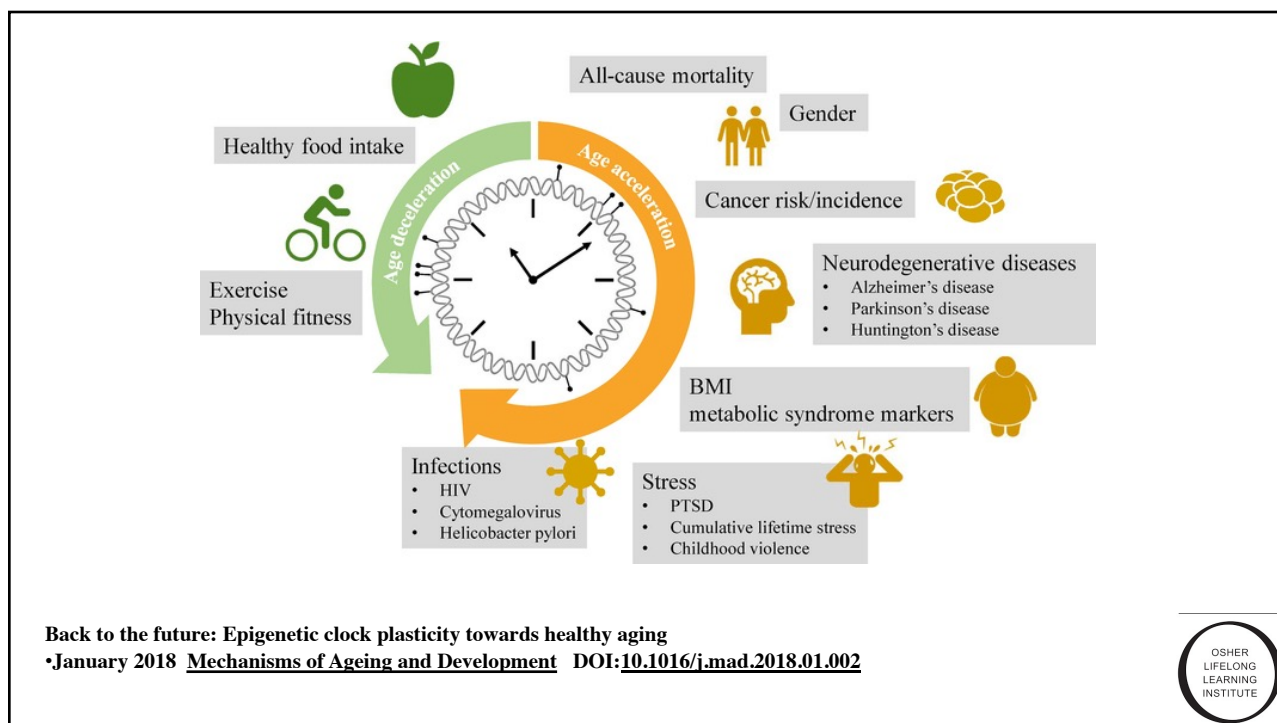 All-cause mortality
Gender
Healthy food intake
Age deceleration
Age acceleration
Cancer risk/incidence
Exercise
Physical fitness
Neurodegenerative diseases
• Alzheimer’s disease
• Parkinson’s disease
• Huntington’s disease
BMI
metabolic syndrome markers
Infections
• HIV
• Cytomegalovirus
• Helicobacter pylori
Stress
• PTSD
• Cumulative lifetime stress
• Childhood violence
Back to the future: Epigenetic clock plasticity towards healthy aging
•January 2018 Mechanisms of Ageing and Development DOI:10.1016/j.mad.2018.01.002
OSHER
LIFELONG
LEARNING
INSTITUTE